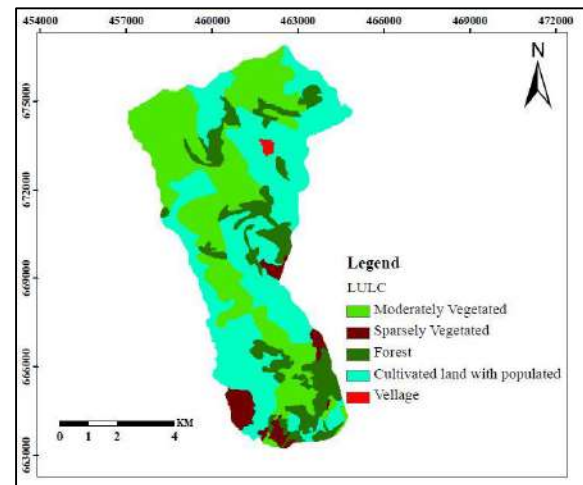 454000 457000 460000 463000 466000 469000 472000
N
675000
672000
669000
666000
663000
Legend
LULC
Moderately Vegetated
Sparsely Vegetated
Forest
Cultivated land with populated
Vellage
KM
0 1 2 4